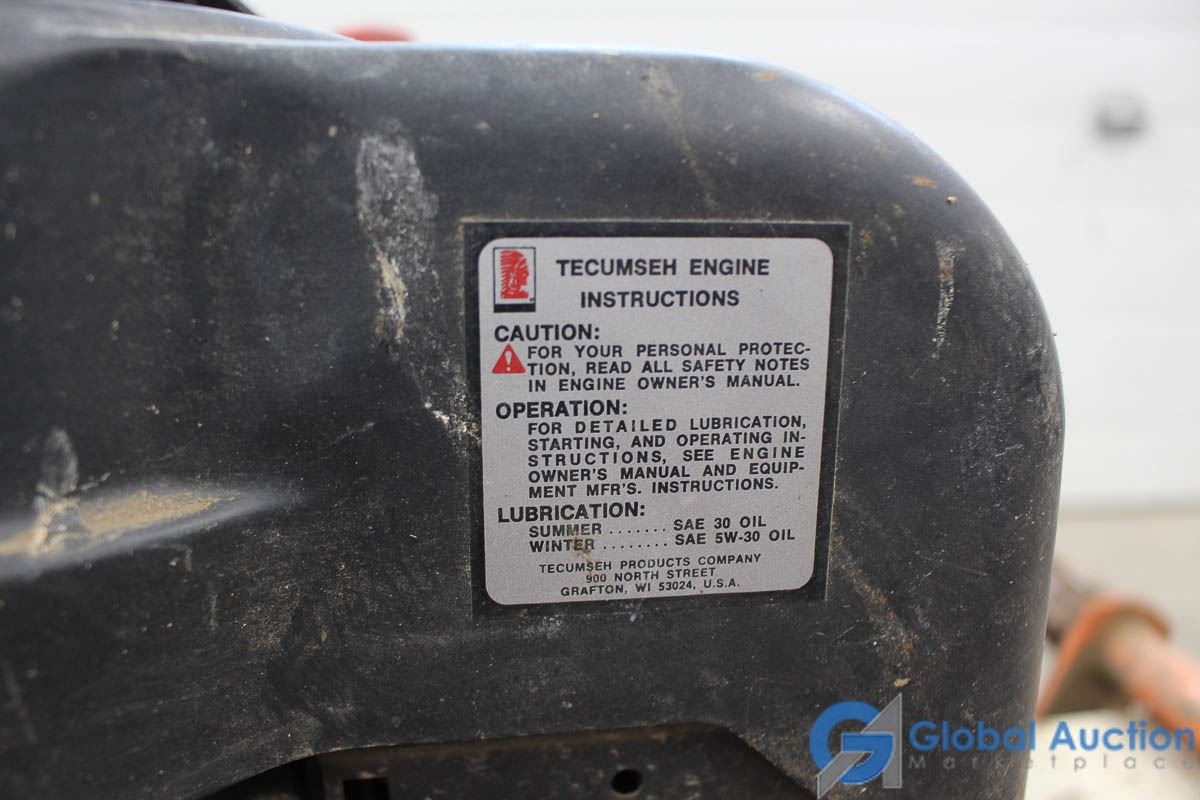 TECUMSEH ENGINE
INSTRUCTIONS
CAUTION:
FOR YOUR PERSONAL PROTEC-
TION, READ ALL SAFETY NOTES
IN ENGINE OWNER'S MANUAL.
OPERATION:
FOR DETAILED LUBRICATION,
STARTING, AND OPERATING IN-
STRUCTIONS, SEE ENGINE
OWNER'S MANUAL AND EQUIP-
MENT MFR'S. INSTRUCTIONS.
LUBRICATION:
SUMMER ....... SAE 30 OIL
WINTER ........ SAE 5W-30 OIL
TECUMSEH PRODUCTS COMPANY
900 NORTH STREET
GRAFTON, WI 53024, U.S.A.
Global Auction
Marketplace